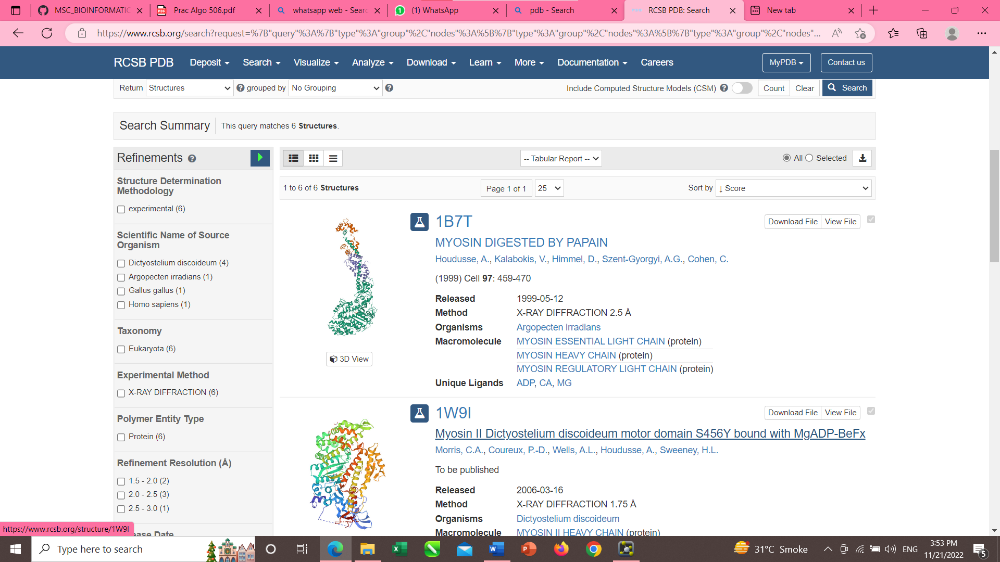 MSC_BIOINFORMATIC
Prac Algo 506.pdf
whatsapp web - Sear
(1) WhatsApp
pdb - Search
RCSB PDB: Search
New tab
https://www.rcsb.org/search?request=%7B"query"%3A%7B"type"%3A"group"%2C"nodes"%3A%5B%7B"type"%3A"group"%2C"nodes"%3A%5B%7B"type"%3A"group"%2C"nodes"...
RCSB PDB
Deposit
Search
Visualize
Analyze
Download
Learn
More
Documentation
Careers
MyPDB
Contact us
Return Structures grouped by No Grouping
Include Computed Structure Models (CSM)
Count
Clear
Search
Search Summary
This query matches 6 Structures.
Refinements
-- Tabular Report --
All
Selected
1 to 6 of 6 Structures
Page 1 of 1
25
Sort by ↓ Score
Structure Determination
Methodology
experimental (6)
Scientific Name of Source
Organism
Dictyostelium discoideum (4)
Argopecten irradians (1)
Gallus gallus (1)
Homo sapiens (1)
Taxonomy
Eukaryota (6)
Experimental Method
X-RAY DIFFRACTION (6)
Polymer Entity Type
Protein (6)
Refinement Resolution (Å)
1.5 - 2.0 (2)
2.0 - 2.5 (3)
2.5 - 3.0 (1)
ease Date
1B7T
Download File
View File
MYOSIN DIGESTED BY PAPAIN
Houdusse, A., Kalabokis, V., Himmel, D., Szent-Gyorgyi, A.G., Cohen, C.
(1999) Cell 97: 459-470
Released 1999-05-12
Method X-RAY DIFFRACTION 2.5 Å
Organisms Argopecten irradians
Macromolecule MYOSIN ESSENTIAL LIGHT CHAIN (protein)
MYOSIN HEAVY CHAIN (protein)
MYOSIN REGULATORY LIGHT CHAIN (protein)
Unique Ligands ADP, CA, MG
3D View
1W9I
Download File
View File
Myosin II Dictyostelium discoideum motor domain S456Y bound with MgADP-BeFx
Morris, C.A., Coureux, P.-D., Wells, A.L., Houdusse, A., Sweeney, H.L.
To be published
Released 2006-03-16
Method X-RAY DIFFRACTION 1.75 Å
Organisms Dictyostelium discoideum
Macromolecule MYOSIN II HEAVY CHAIN (protein)
https://www.rcsb.org/structure/1W9I
Type here to search
31°C Smoke
ENG
3:53 PM
11/21/2022
5